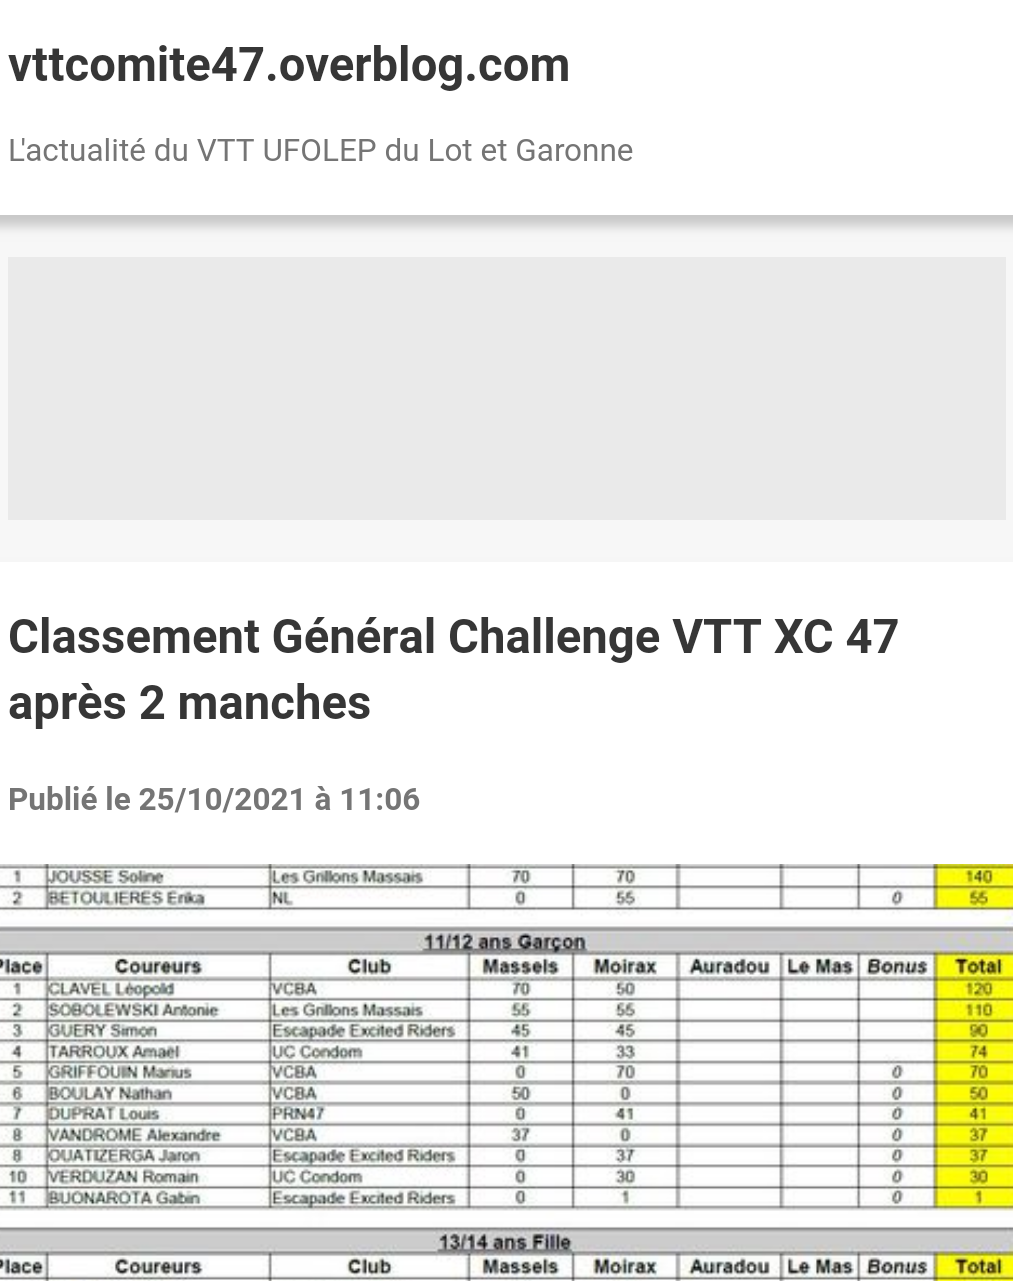 vttcomite47.overblog.com
L'actualité du VTT UFOLEP du Lot et Garonne
Classement Général Challenge VTT XC 47
après 2 manches
Publié le 25/10/2021 à 11:06
1 JOUSSE Soline Les Grillons Massais 70 70 140
2 BETOULIERES Erika NL 0 55 0 55
11/12 ans Garçon
Place Coureurs Club Massels Moirax Auradou Le Mas Bonus Total
1 CLAVEL Léopold VCBA 70 50 120
2 SOBOLEWSKI Antonie Les Grillons Massais 55 55 110
3 GUERY Simon Escapade Excited Riders 45 45 90
4 TARROUX Amaël UC Condom 41 33 74
5 GRIFFOUIN Marius VCBA 0 70 0 70
6 BOULAY Nathan VCBA 50 0 0 50
7 DUPRAT Louis PRN47 0 41 0 41
8 VANDROME Alexandre VCBA 37 0 0 37
8 OUATIZERGA Jaron Escapade Excited Riders 0 37 0 37
10 VERDUZAN Romain UC Condom 0 30 0 30
11 BUONAROTA Gabin Escapade Excited Riders 0 1 0 1
13/14 ans Fille
Place Coureurs Club Massels Moirax Auradou Le Mas Bonus Total